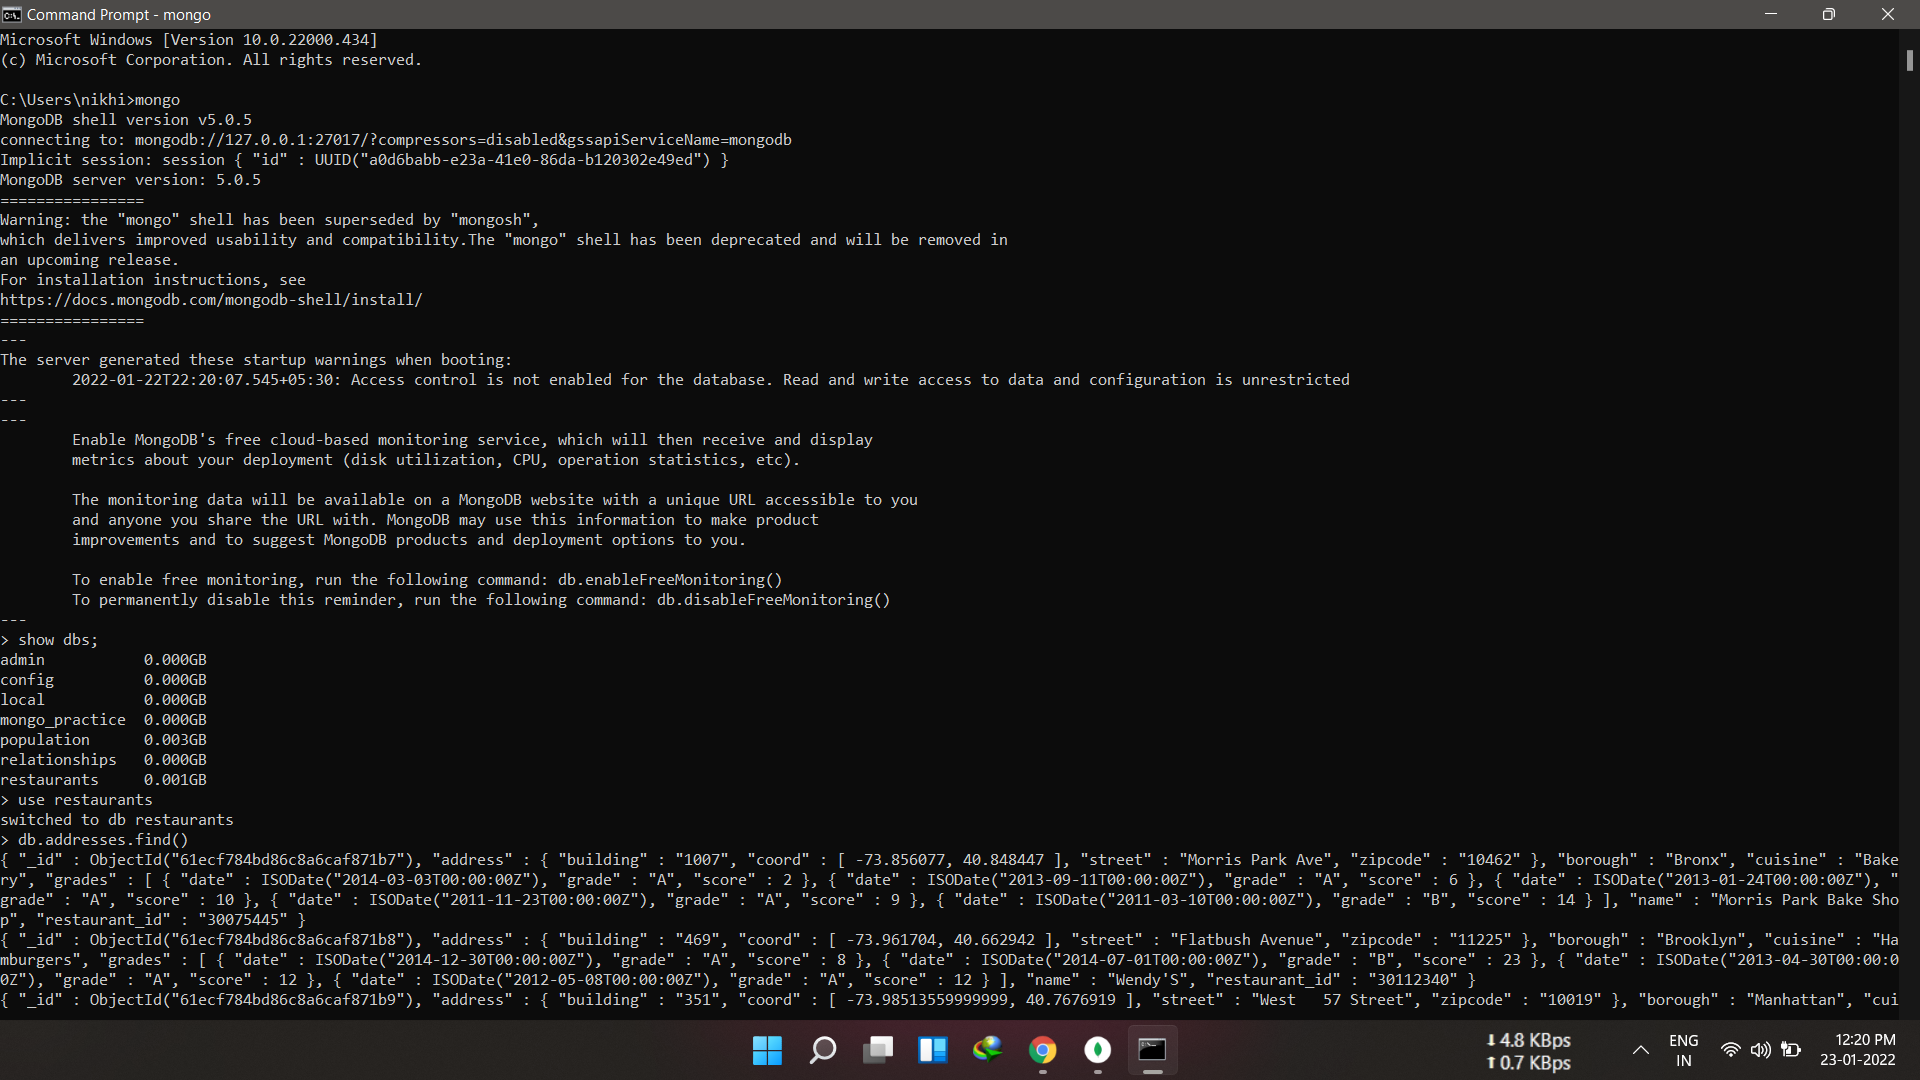 Command Prompt - mongo
Microsoft Windows [Version 10.0.22000.434]
(c) Microsoft Corporation. All rights reserved.
C:\Users\nikhi>mongo
MongoDB shell version v5.0.5
connecting to: mongodb://127.0.0.1:27017/?compressors=disabled&gssapiServiceName=mongodb
Implicit session: session { "id" : UUID("a0d6babb-e23a-41e0-86da-b120302e49ed") }
MongoDB server version: 5.0.5
================
Warning: the "mongo" shell has been superseded by "mongosh",
which delivers improved usability and compatibility.The "mongo" shell has been deprecated and will be removed in
an upcoming release.
For installation instructions, see
https://docs.mongodb.com/mongodb-shell/install/
================
---
The server generated these startup warnings when booting:
        2022-01-22T22:20:07.545+05:30: Access control is not enabled for the database. Read and write access to data and configuration is unrestricted
---
---
        Enable MongoDB's free cloud-based monitoring service, which will then receive and display
        metrics about your deployment (disk utilization, CPU, operation statistics, etc).
        The monitoring data will be available on a MongoDB website with a unique URL accessible to you
        and anyone you share the URL with. MongoDB may use this information to make product
        improvements and to suggest MongoDB products and deployment options to you.
        To enable free monitoring, run the following command: db.enableFreeMonitoring()
        To permanently disable this reminder, run the following command: db.disableFreeMonitoring()
---
> show dbs;
admin           0.000GB
config          0.000GB
local           0.000GB
mongo_practice  0.000GB
population      0.003GB
relationships   0.000GB
restaurants     0.001GB
> use restaurants
switched to db restaurants
> db.addresses.find()
{ "_id" : ObjectId("61ecf784bd86c8a6caf871b7"), "address" : { "building" : "1007", "coord" : [ -73.856077, 40.848447 ], "street" : "Morris Park Ave", "zipcode" : "10462" }, "borough" : "Bronx", "cuisine" : "Bake
ry", "grades" : [ { "date" : ISODate("2014-03-03T00:00:00Z"), "grade" : "A", "score" : 2 }, { "date" : ISODate("2013-09-11T00:00:00Z"), "grade" : "A", "score" : 6 }, { "date" : ISODate("2013-01-24T00:00:00Z"), "
grade" : "A", "score" : 10 }, { "date" : ISODate("2011-11-23T00:00:00Z"), "grade" : "A", "score" : 9 }, { "date" : ISODate("2011-03-10T00:00:00Z"), "grade" : "B", "score" : 14 } ], "name" : "Morris Park Bake Sho
p", "restaurant_id" : "30075445" }
{ "_id" : ObjectId("61ecf784bd86c8a6caf871b8"), "address" : { "building" : "469", "coord" : [ -73.961704, 40.662942 ], "street" : "Flatbush Avenue", "zipcode" : "11225" }, "borough" : "Brooklyn", "cuisine" : "Ha
mburgers", "grades" : [ { "date" : ISODate("2014-12-30T00:00:00Z"), "grade" : "A", "score" : 8 }, { "date" : ISODate("2014-07-01T00:00:00Z"), "grade" : "B", "score" : 23 }, { "date" : ISODate("2013-04-30T00:00:0
0Z"), "grade" : "A", "score" : 12 }, { "date" : ISODate("2012-05-08T00:00:00Z"), "grade" : "A", "score" : 12 } ], "name" : "Wendy'S", "restaurant_id" : "30112340" }
{ "_id" : ObjectId("61ecf784bd86c8a6caf871b9"), "address" : { "building" : "351", "coord" : [ -73.98513559999999, 40.7676919 ], "street" : "West   57 Street", "zipcode" : "10019" }, "borough" : "Manhattan", "cui
4.8 KBps
0.7 KBps
ENG
IN
12:20 PM
23-01-2022